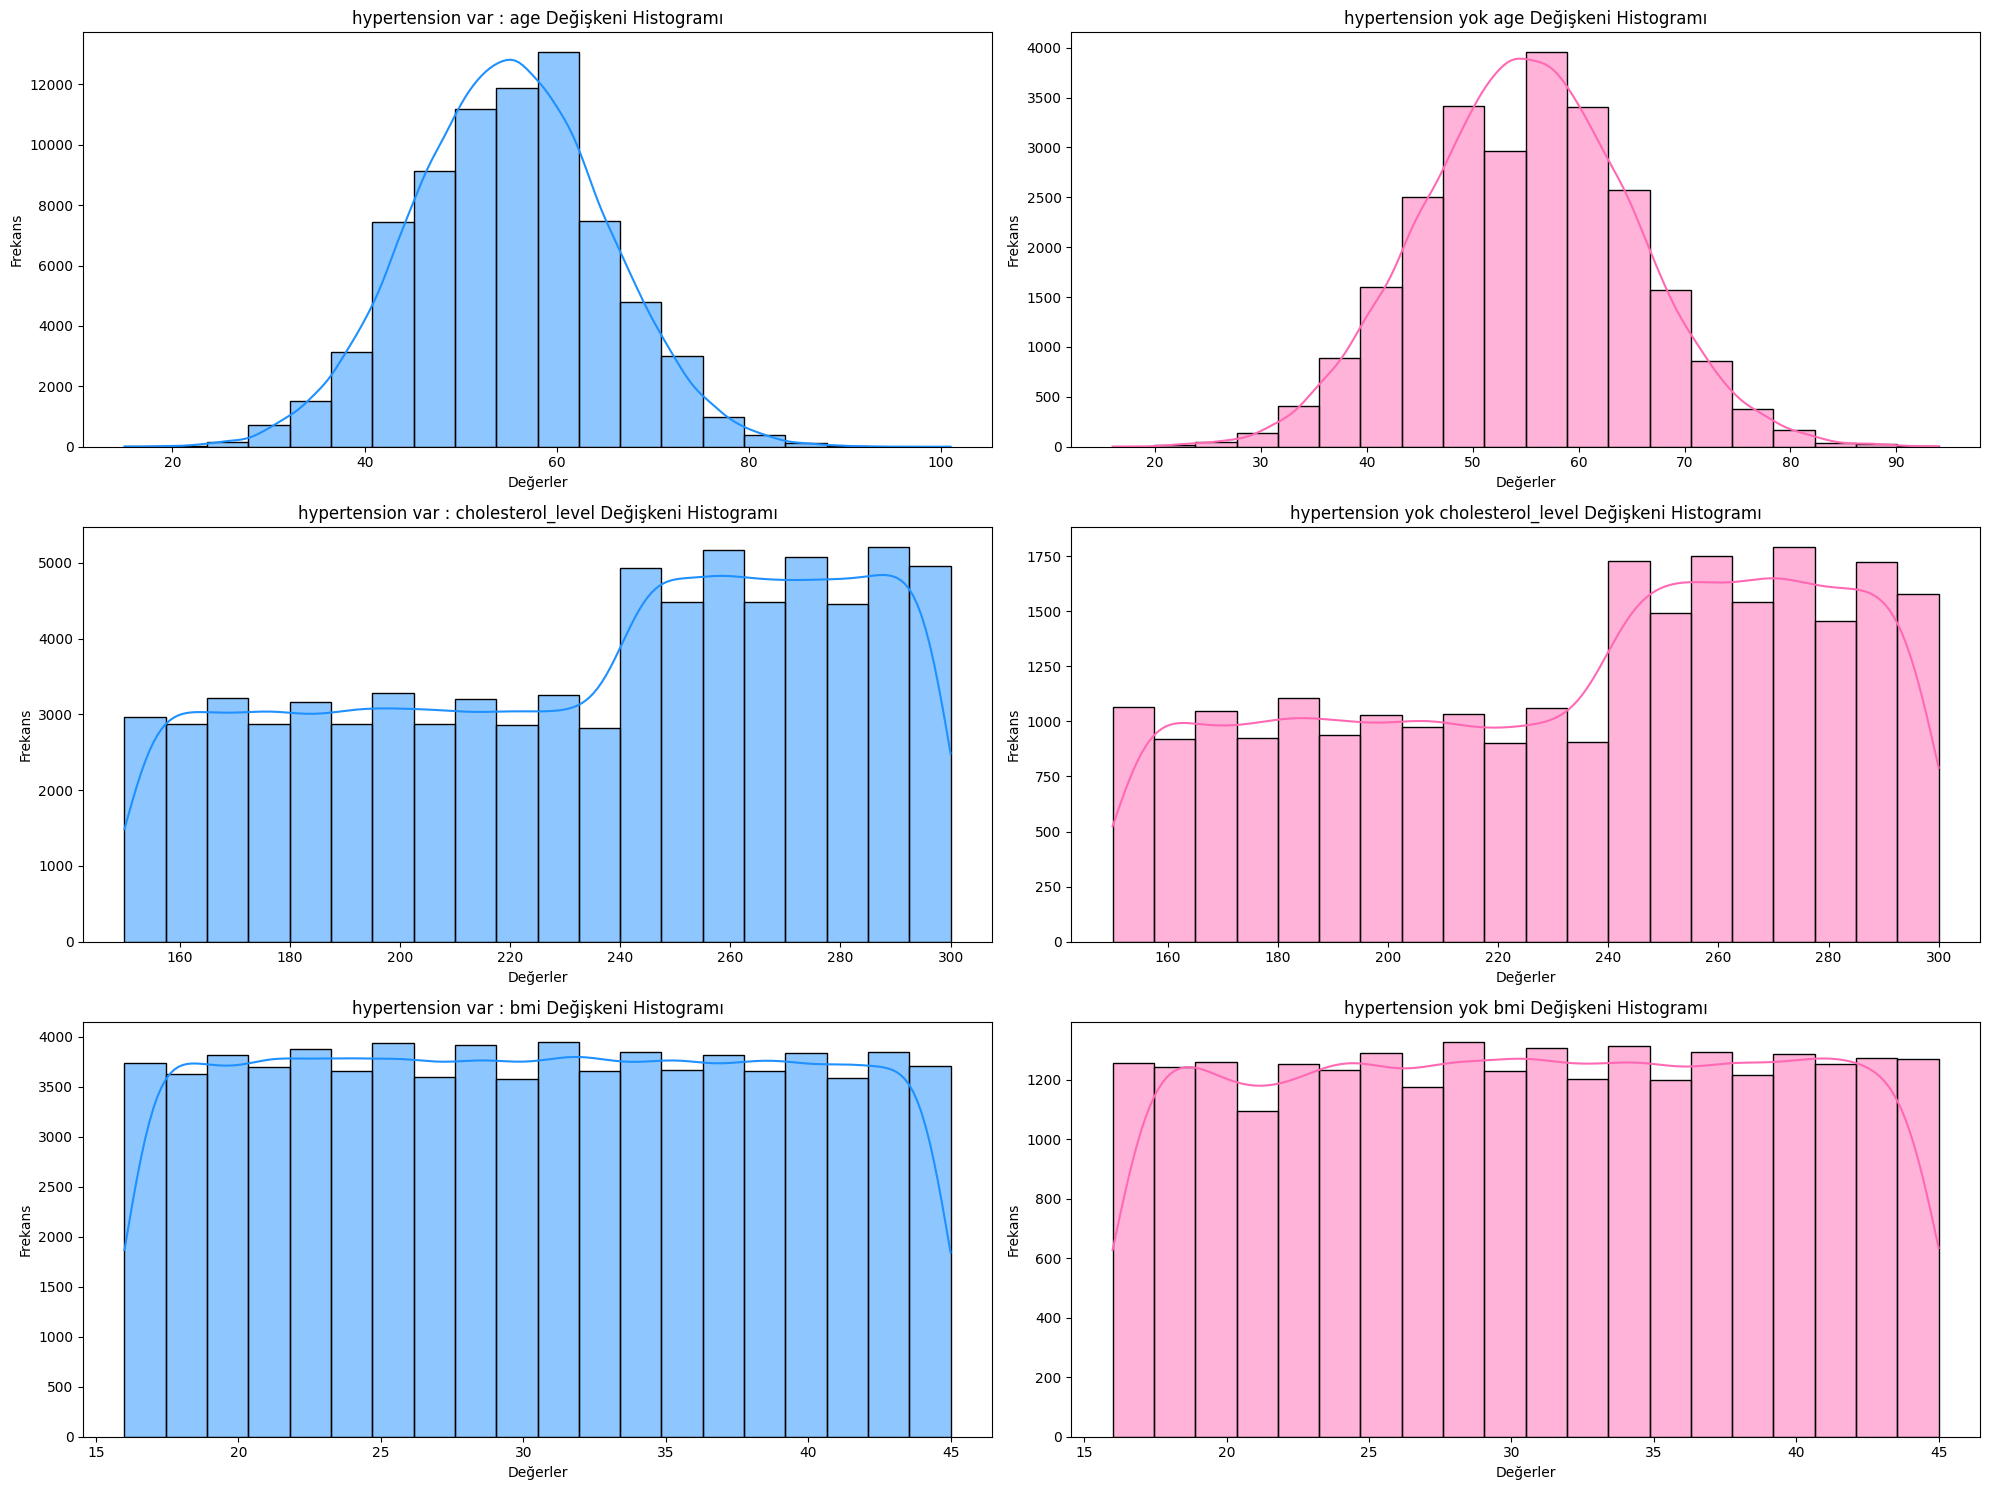 hypertension var : age Değişkeni Histogramı
Frekans
12000
10000
8000
6000
4000
2000
0
20 40 60 80 100
Değerler
hypertension yok age Değişkeni Histogramı
Frekans
4000
3500
3000
2500
2000
1500
1000
500
0
20 30 40 50 60 70 80 90
Değerler
hypertension var : cholesterol_level Değişkeni Histogramı
Frekans
5000
4000
3000
2000
1000
0
160 180 200 220 240 260 280 300
Değerler
hypertension yok cholesterol_level Değişkeni Histogramı
Frekans
1750
1500
1250
1000
750
500
250
0
160 180 200 220 240 260 280 300
Değerler
hypertension var : bmi Değişkeni Histogramı
Frekans
4000
3500
3000
2500
2000
1500
1000
500
0
15 20 25 30 35 40 45
Değerler
hypertension yok bmi Değişkeni Histogramı
Frekans
1200
1000
800
600
400
200
0
15 20 25 30 35 40 45
Değerler